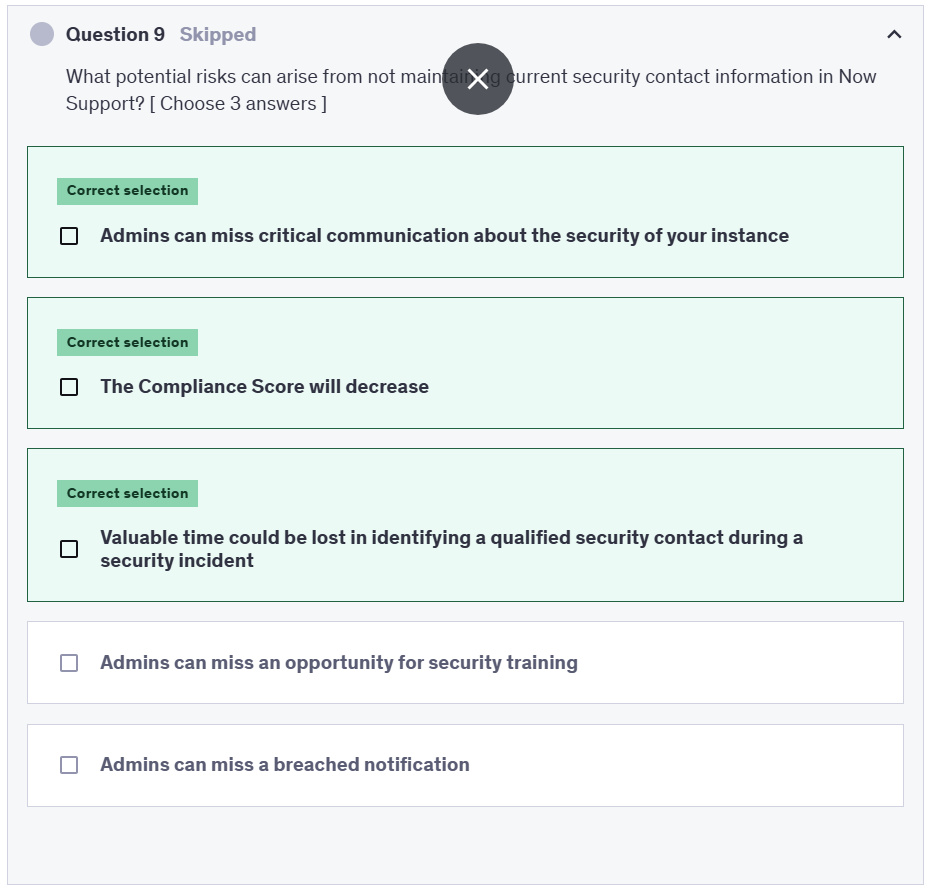 Question 9 Skipped
What potential risks can arise from not maintaining current security contact information in Now
Support? [ Choose 3 answers ]
Correct selection
Admins can miss critical communication about the security of your instance
Correct selection
The Compliance Score will decrease
Correct selection
Valuable time could be lost in identifying a qualified security contact during a
security incident
Admins can miss an opportunity for security training
Admins can miss a breached notification